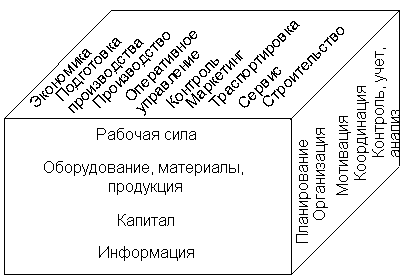 Экономика
Подготовка
производства
Производство
Оперативное
управление
Контроль
Маркетинг
Траспортировка
Сервис
Строительство
Рабочая сила
Оборудование, материалы,
продукция
Капитал
Информация
Планирование
Организация
Мотивация
Координация
Контроль, учет,
анализ